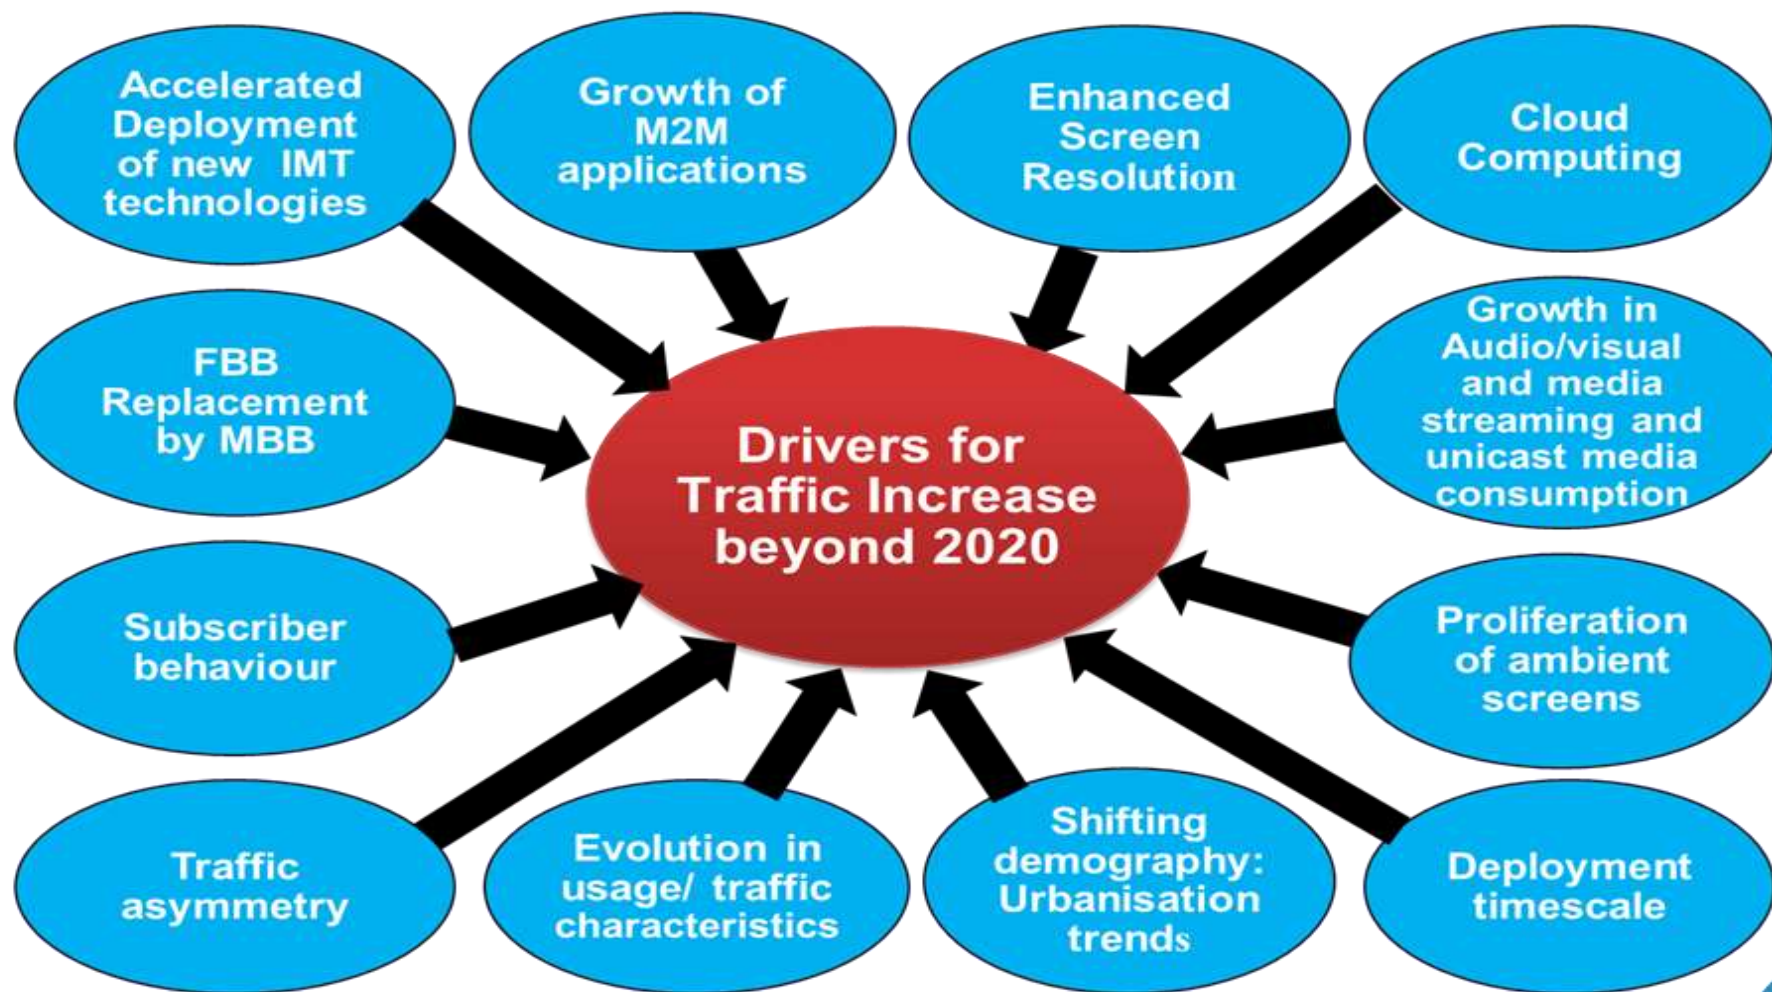 Accelerated
Deployment
of new IMT
technologies
Growth of
M2M
applications
Enhanced
Screen
Resolution
Cloud
Computing
FBB
Replacement
by MBB
Growth in
Audio/visual
and media
streaming and
unicast media
consumption
Drivers for
Traffic Increase
beyond 2020
Subscriber
behaviour
Proliferation
of ambient
screens
Traffic
asymmetry
Evolution in
usage/ traffic
characteristics
Shifting
demography:
Urbanisation
trends
Deployment
timescale